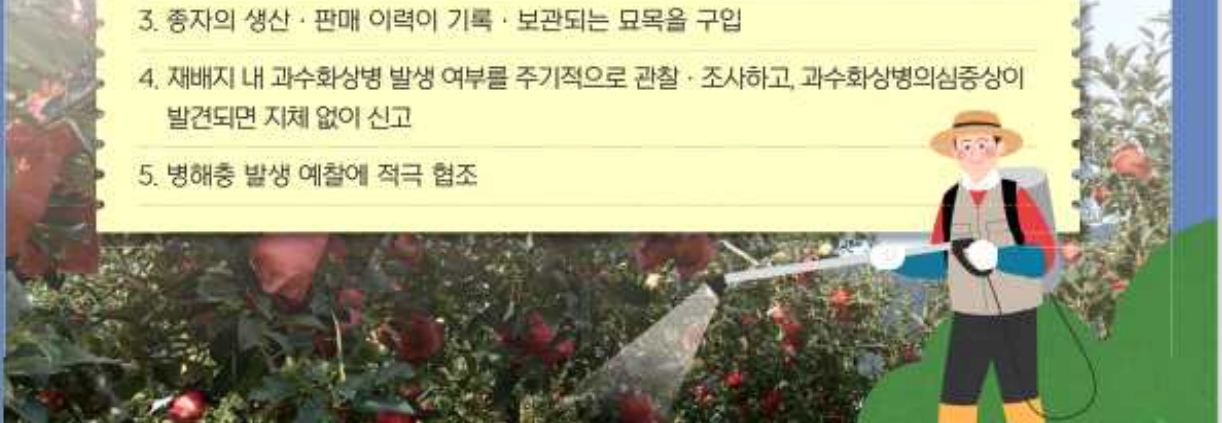 3. 종자의 생산 · 판매 이력이 기록 · 보관되는 묘목을 구입
4. 재배지 내 과수화상병 발생 여부를 주기적으로 관찰 · 조사하고, 과수화상병의심증상이
발견되면 지체 없이 신고
5. 병해충 발생 예찰에 적극 협조